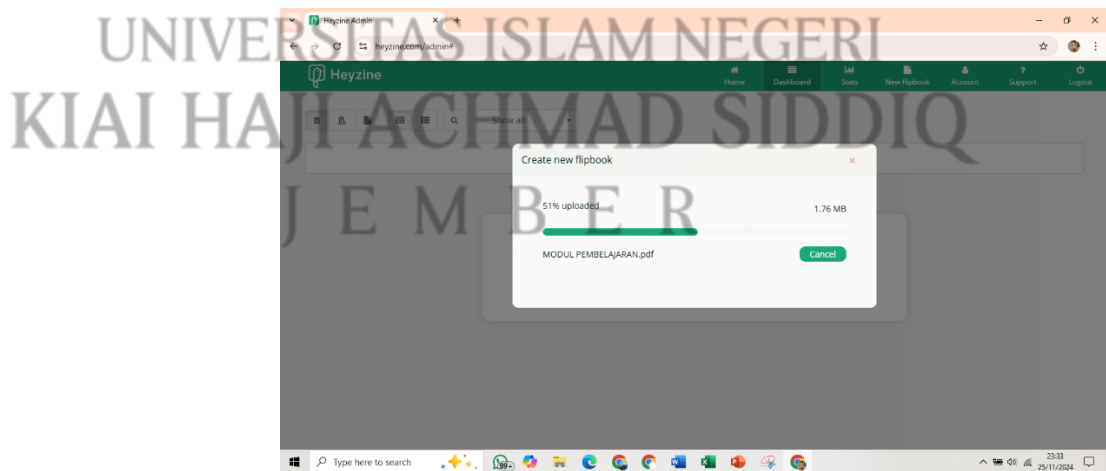 UNIVERSITAS ISLAM NEGERI
KIAI HAJI ACHMAD SIDDIQ
JEMBER
Heyzine Admin
heyzine.com/admin#
Heyzine
Home Dashboard Stats New flipbook Account Support Logout
Show all
Create new flipbook
51% uploaded 1.76 MB
MODUL PEMBELAJARAN.pdf Cancel
Type here to search 99+ 23:33
25/11/2024